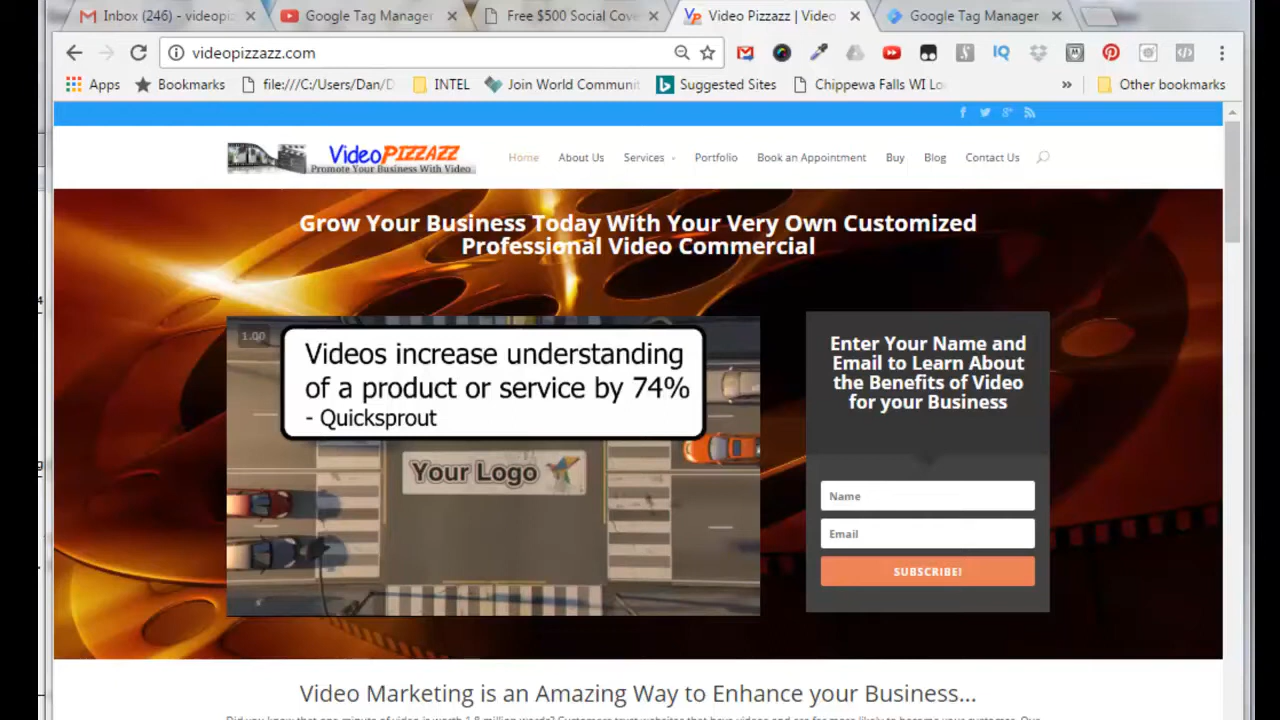 Inbox (246) - videopiz
Google Tag Manager
Free $500 Social Cove
Video Pizzazz | Video
Google Tag Manager
videopizzazz.com
Apps
Bookmarks
file:///C:/Users/Dan/D
INTEL
Join World Communit
Suggested Sites
Chippewa Falls WI Lo
»
Other bookmarks
VideoPIZZAZZ
Promote Your Business With Video
Home
About Us
Services
Portfolio
Book an Appointment
Buy
Blog
Contact Us
Grow Your Business Today With Your Very Own Customized
Professional Video Commercial
1.00
Videos increase understanding
of a product or service by 74%
- Quicksprout
Your Logo
Enter Your Name and
Email to Learn About
the Benefits of Video
for your Business
Name
Email
SUBSCRIBE!
Video Marketing is an Amazing Way to Enhance your Business...